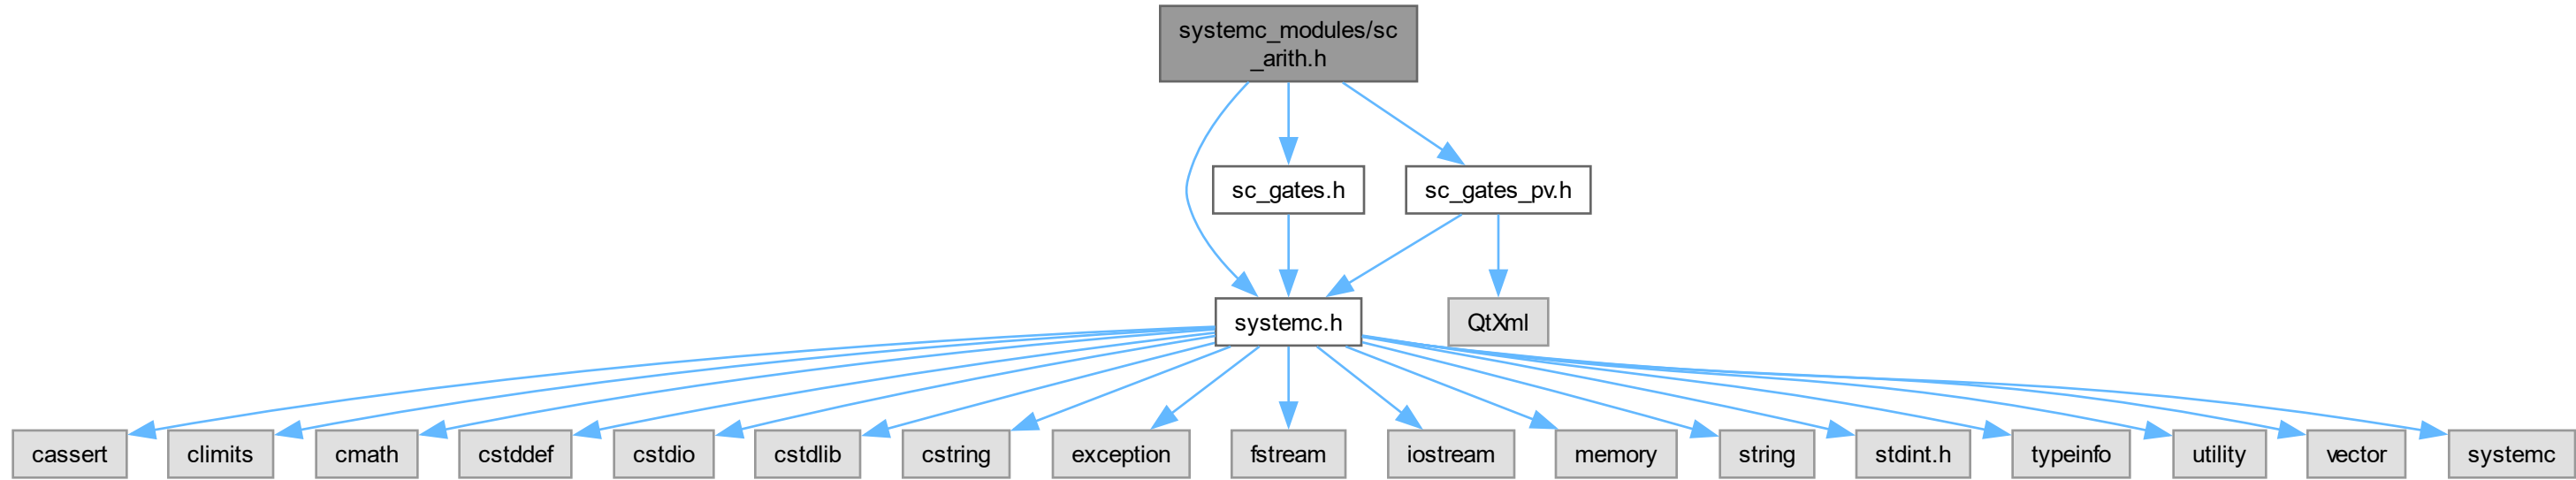 systemc_modules/sc
_arith.h
sc_gates.h
sc_gates_pv.h
systemc.h
QtXml
cassert
climits
cmath
cstddef
cstdio
cstdlib
cstring
exception
fstream
iostream
memory
string
stdint.h
typeinfo
utility
vector
systemc